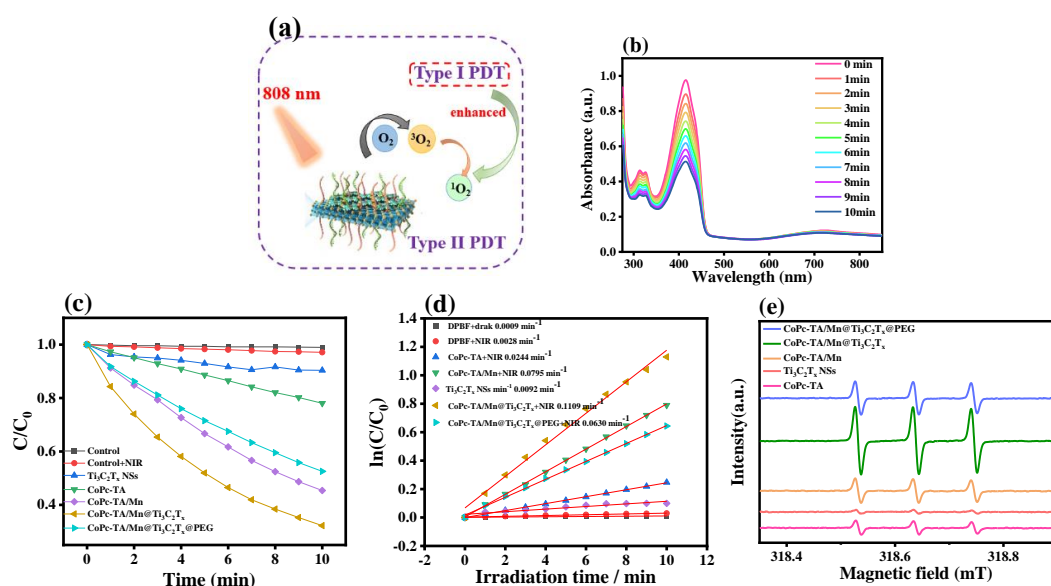 (a)
808 nm
Type I PDT
enhanced
O₂
³O₂
¹O₂
Type II PDT
(b)
Absorbance (a.u.)
1.0
0.8
0.6
0.4
0.2
0.0
300 400 500 600 700 800
Wavelength (nm)
0 min
1min
2min
3min
4min
5min
6min
7min
8min
9min
10min
(c)
C/C₀
1.0
0.8
0.6
0.4
Control
Control+NIR
Ti₃C₂Tₓ NSs
CoPc-TA
CoPc-TA/Mn
CoPc-TA/Mn@Ti₃C₂Tₓ
CoPc-TA/Mn@Ti₃C₂Tₓ@PEG
0 2 4 6 8 10
Time (min)
(d)
ln(C/C₀)
1.4
1.2
1.0
0.8
0.6
0.4
0.2
0.0
-0.2
DPBF+drak 0.0009 min⁻¹
DPBF+NIR 0.0028 min⁻¹
CoPc-TA+NIR 0.0244 min⁻¹
CoPc-TA/Mn+NIR 0.0795 min⁻¹
Ti₃C₂Tₓ NSs min⁻¹ 0.0092 min⁻¹
CoPc-TA/Mn@Ti₃C₂Tₓ+NIR 0.1109 min⁻¹
CoPc-TA/Mn@Ti₃C₂Tₓ@PEG+NIR 0.0630 min⁻¹
-2 0 2 4 6 8 10 12
Irradiation time / min
(e)
Intensity(a.u.)
CoPc-TA/Mn@Ti₃C₂Tₓ@PEG
CoPc-TA/Mn@Ti₃C₂Tₓ
CoPc-TA/Mn
Ti₃C₂Tₓ NSs
CoPc-TA
318.4 318.6 318.8
Magnetic field (mT)